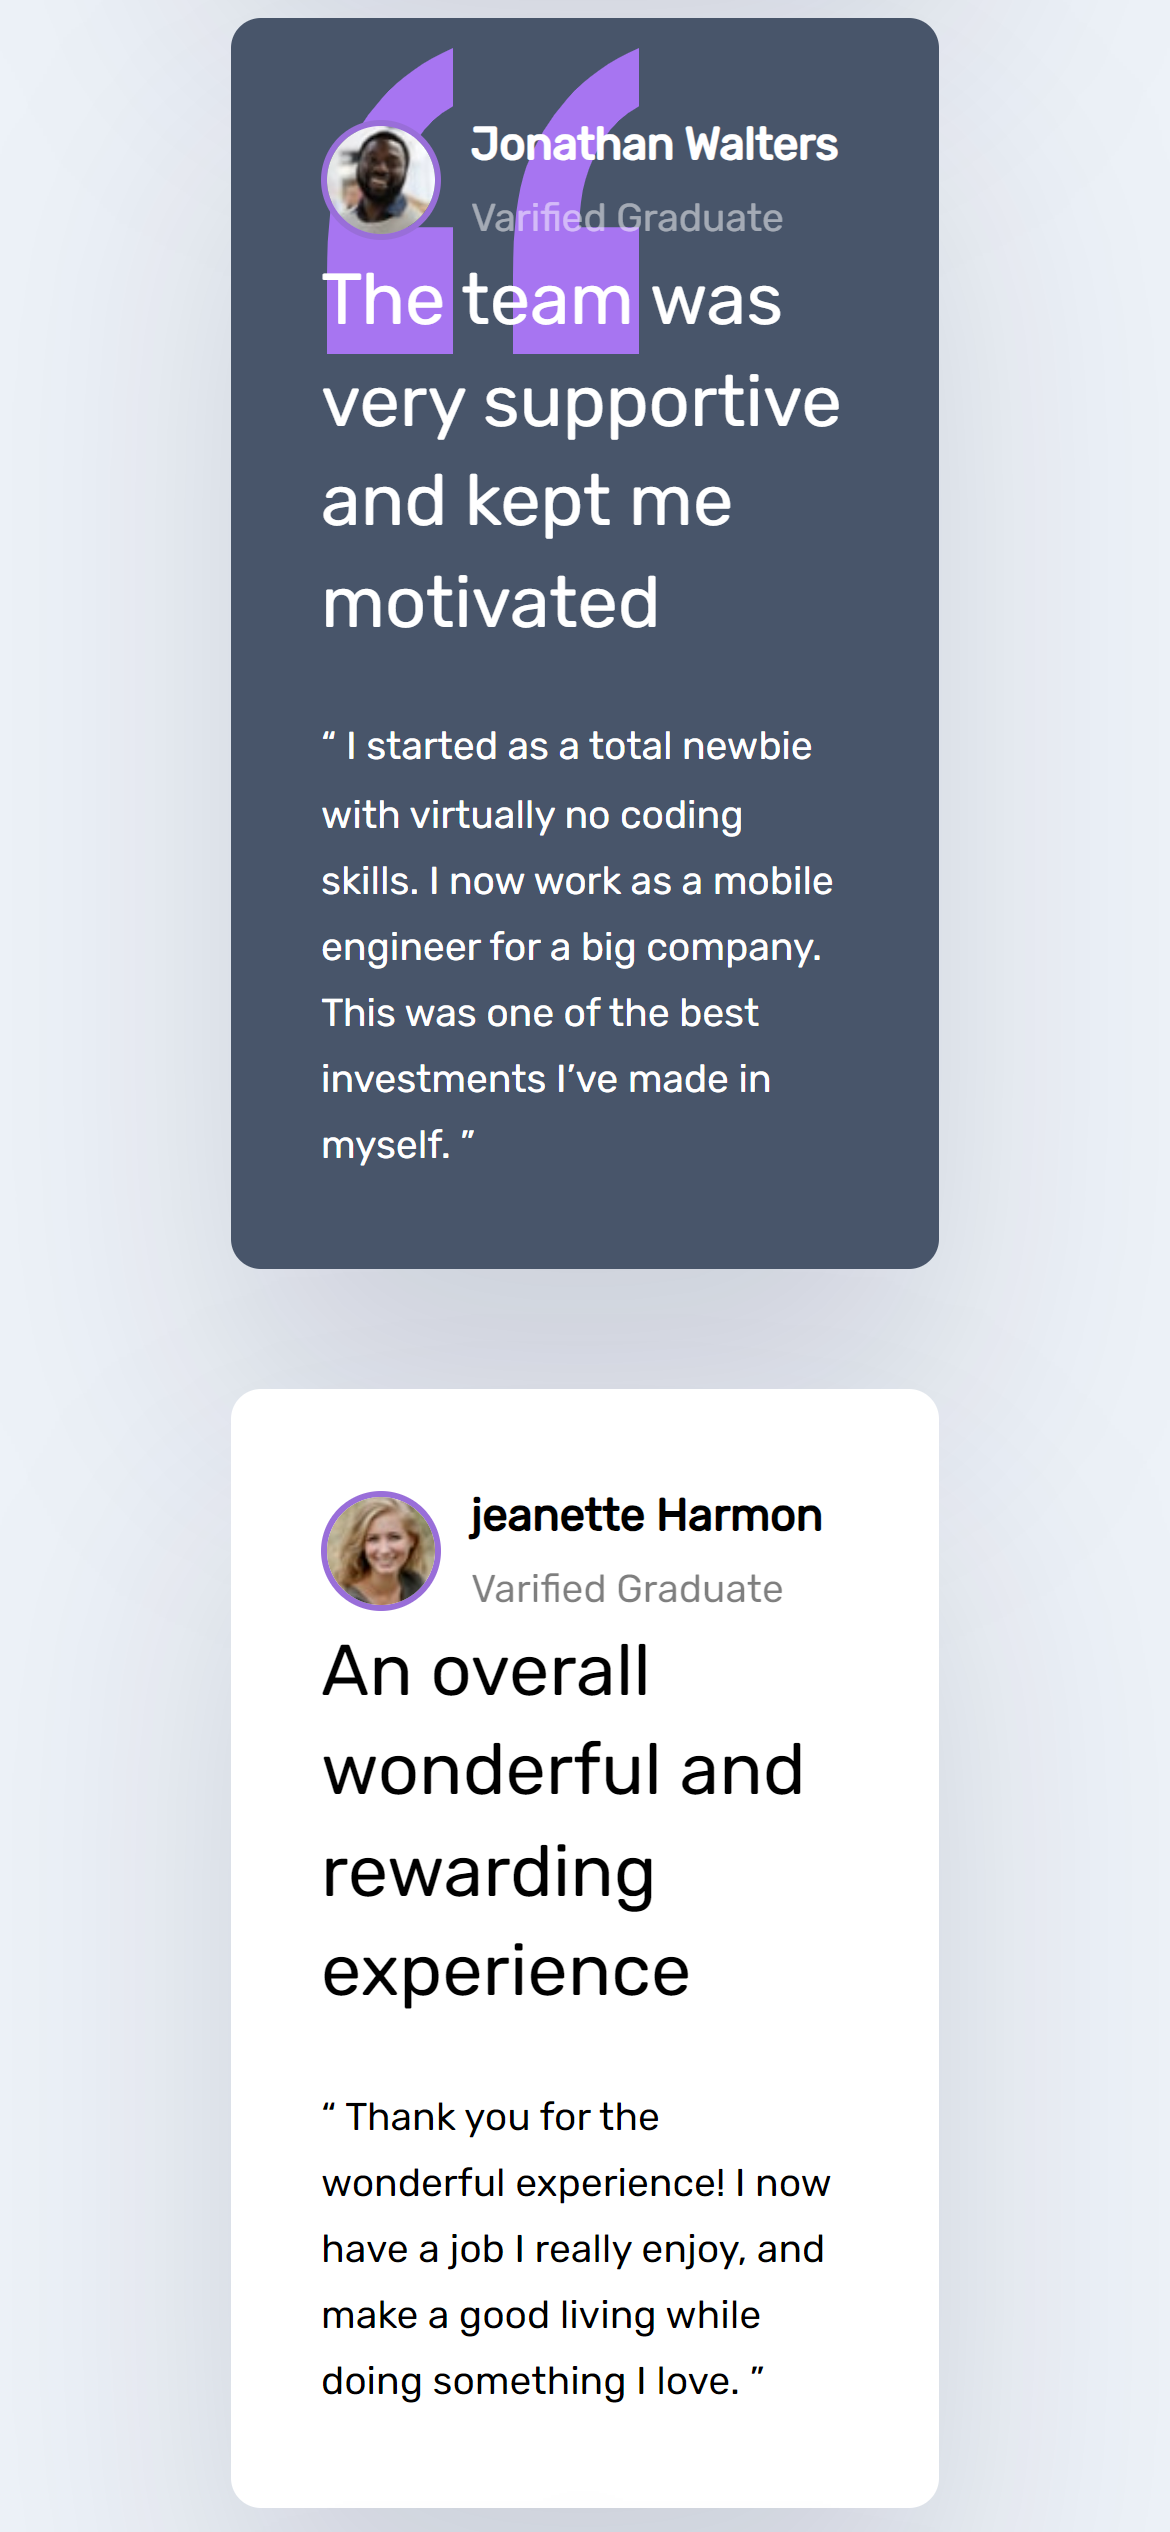 Jonathan Walters
Varified Graduate
The team was
very supportive
and kept me
motivated
“ I started as a total newbie
with virtually no coding
skills. I now work as a mobile
engineer for a big company.
This was one of the best
investments I’ve made in
myself. ”
jeanette Harmon
Varified Graduate
An overall
wonderful and
rewarding
experience
“ Thank you for the
wonderful experience! I now
have a job I really enjoy, and
make a good living while
doing something I love. ”